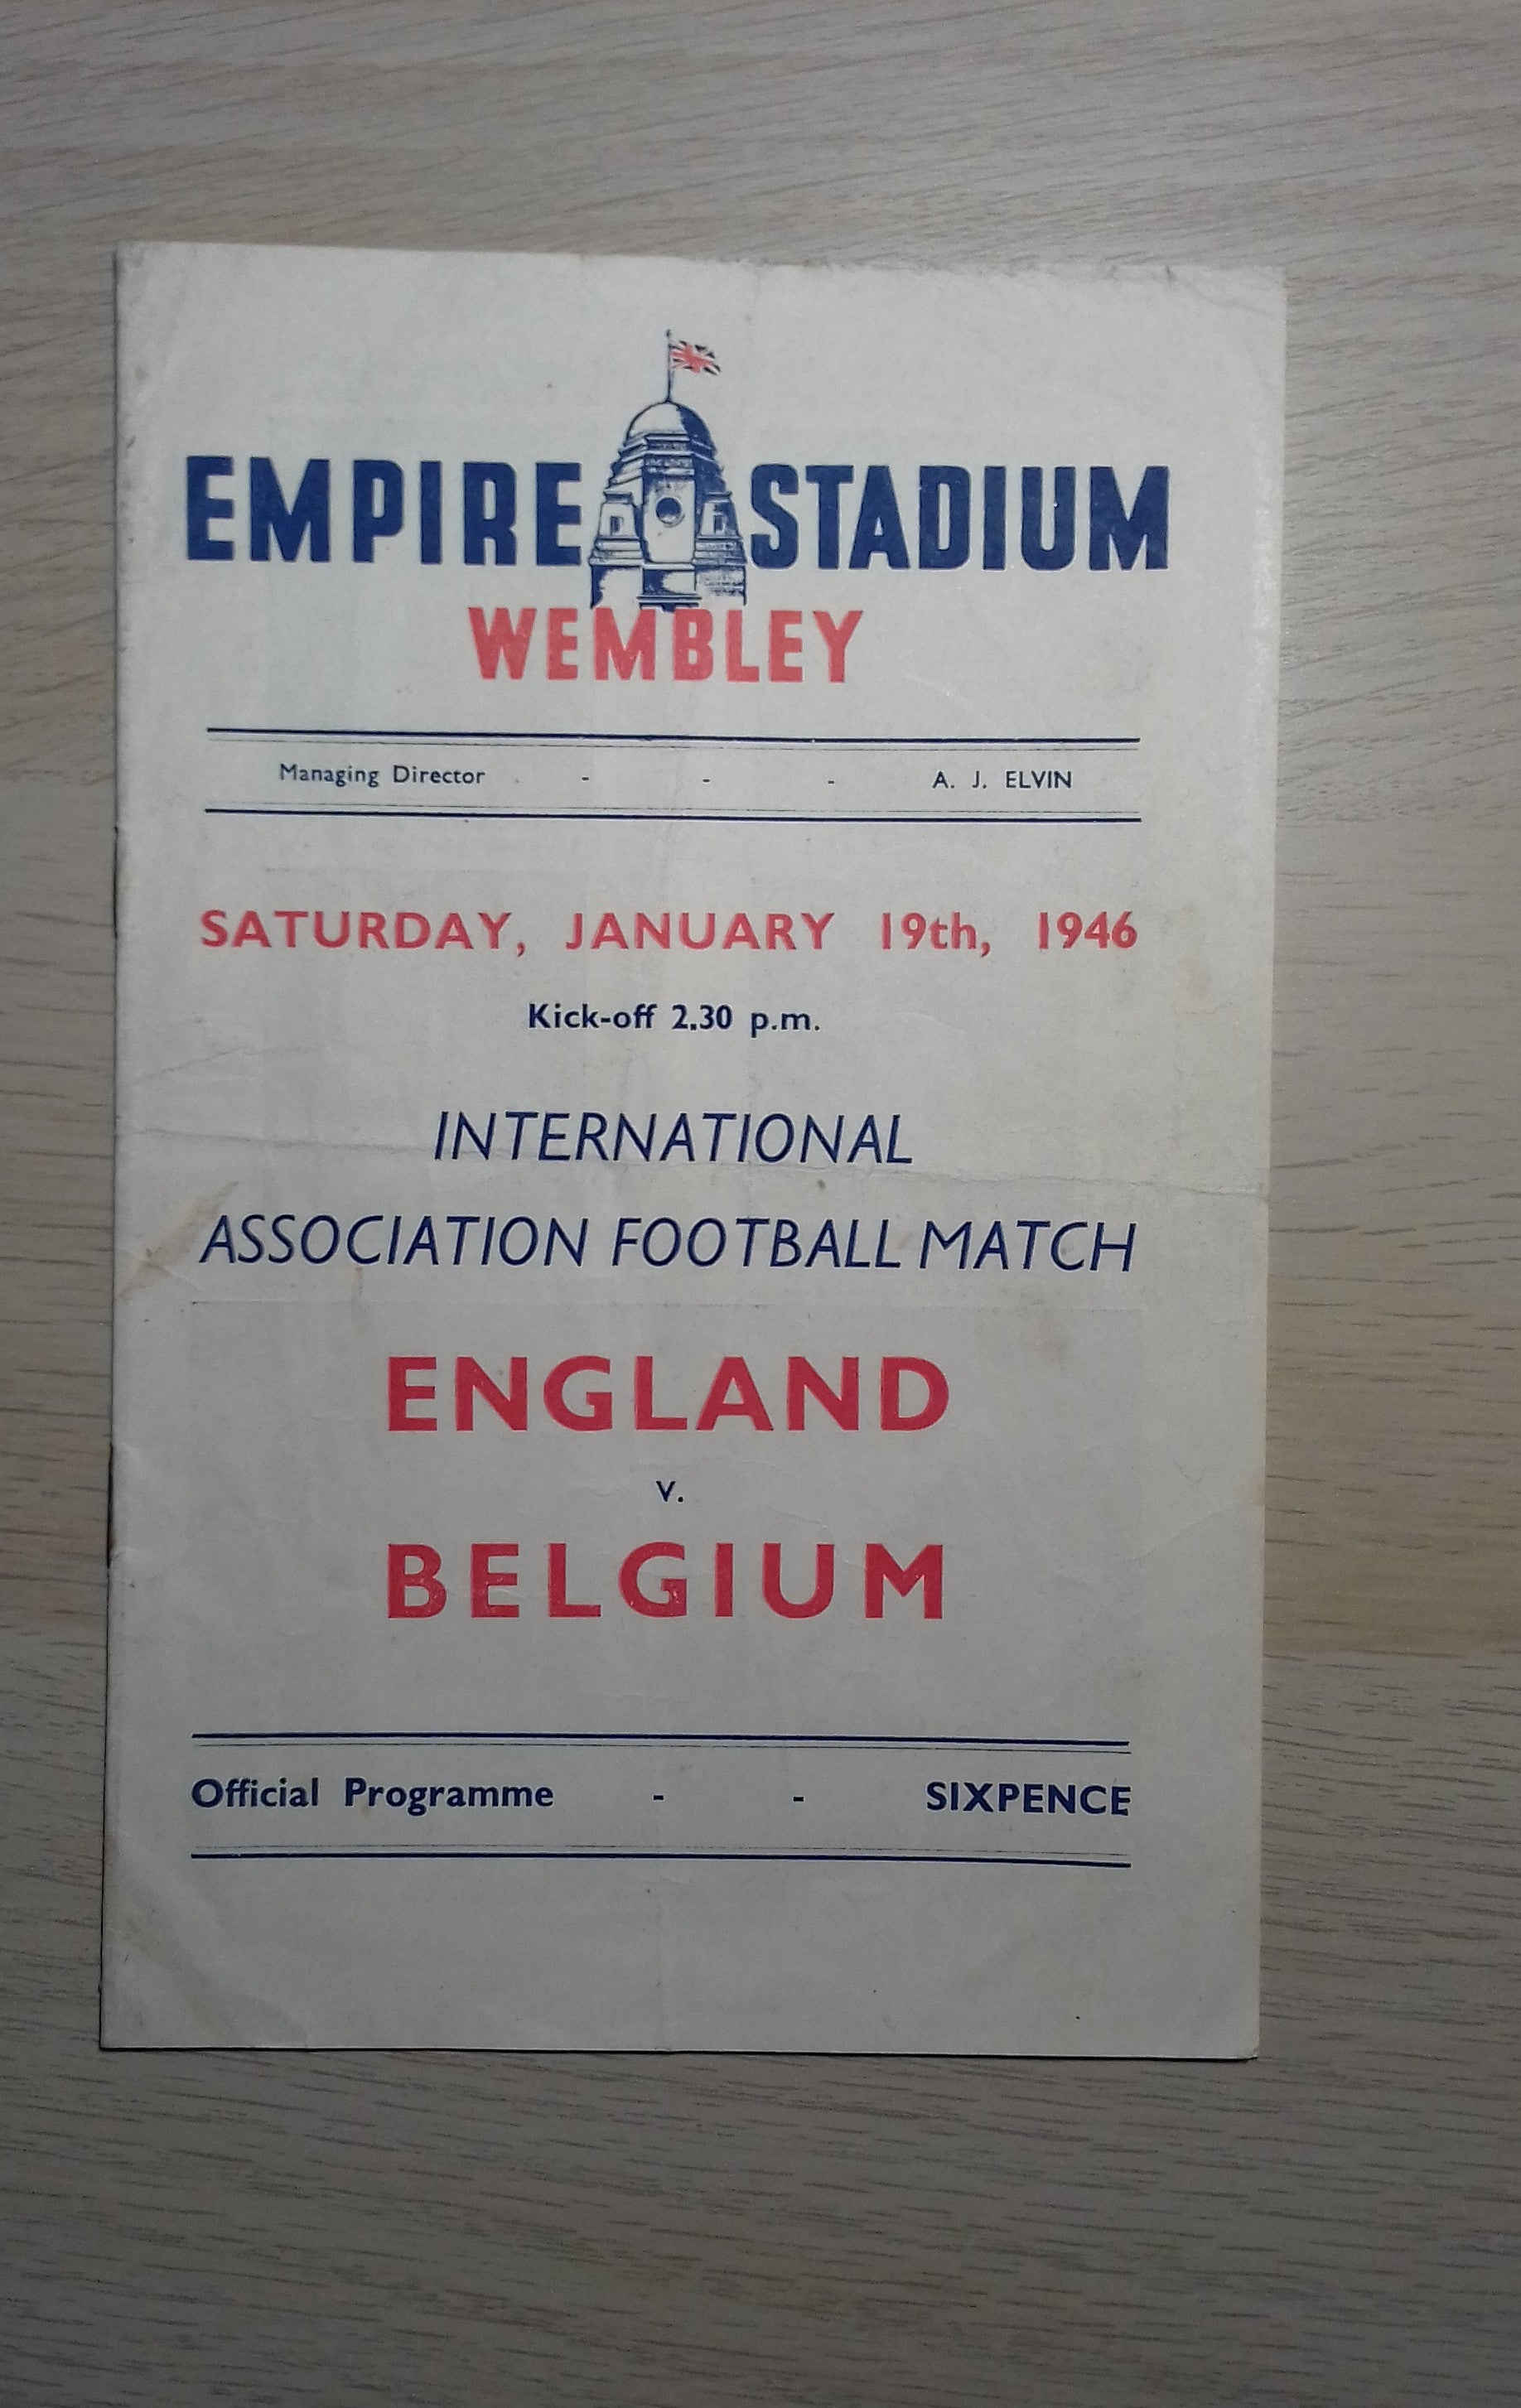 EMPIRE STADIUM
WEMBLEY
Managing Director - - - A. J. ELVIN
SATURDAY, JANUARY 19th, 1946
Kick-off 2.30 p.m.
INTERNATIONAL
ASSOCIATION FOOTBALL MATCH
ENGLAND
v.
BELGIUM
Official Programme - - SIXPENCE